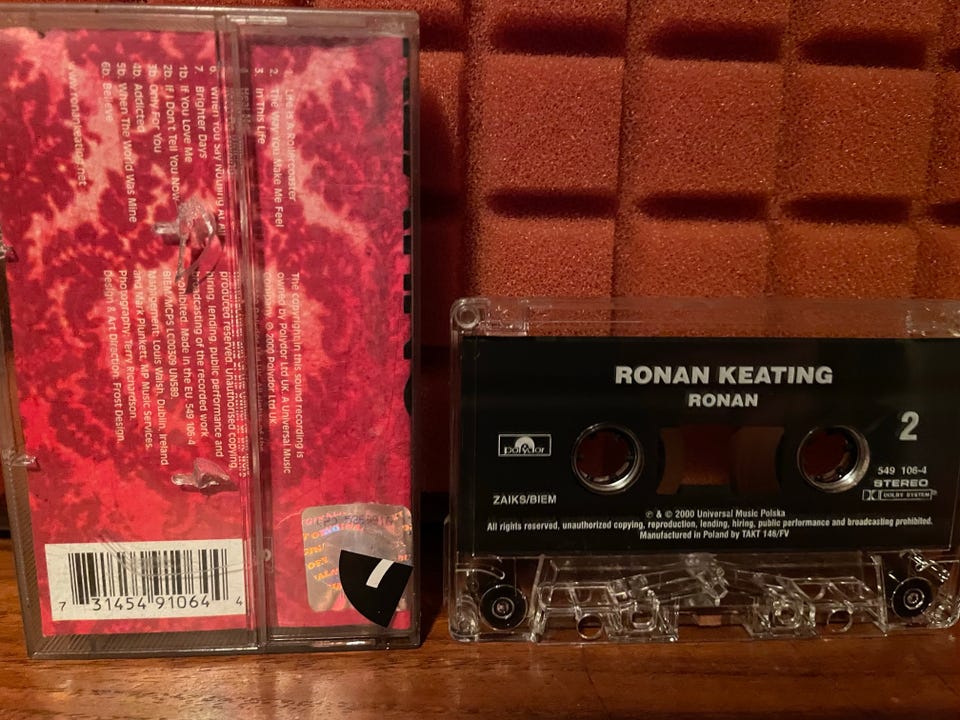 1. Life Is A Rollercoaster
2. The Way You Make Me Feel
3. In This Life
6. When You Say Nothing At All
7. Brighter Days
1b. If You Love Me
2b. If I Don't Tell You Now
3b. Only For You
4b. Addicted
5b. When The World Was Mine
6b. Believe
www.ronankeating.net
The copyright in this sound recording is
owned by Polydor Ltd UK. A Universal Music
Company. © 2000 Polydor Ltd UK.
produced reserved. Unauthorised copying,
hiring, lending, public performance and
broadcasting of the recorded work
prohibited. Made in the EU. 549 106-4
BIEM/MCPS LC00309 UN589.
Management: Louis Walsh, Dublin, Ireland
and Mark Plunkett, MP Music Services.
Photography: Terry Richardson.
Design & Art Direction: Frost Design.
7 31454 91064 4
RONAN KEATING
RONAN
2
polydor
549 106-4
STEREO
DOLBY SYSTEM
ZAIKS/BIEM
℗ & © 2000 Universal Music Polska
All rights reserved, unauthorized copying, reproduction, lending, hiring, public performance and broadcasting prohibited.
Manufactured in Poland by TAKT 146/FV